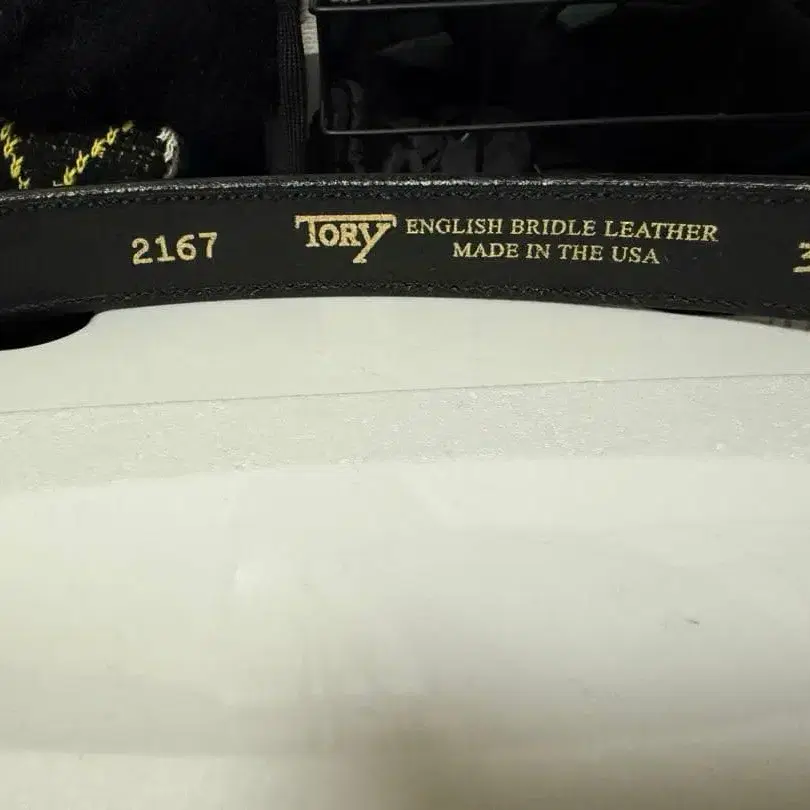 2167
TORY ENGLISH BRIDLE LEATHER
MADE IN THE USA